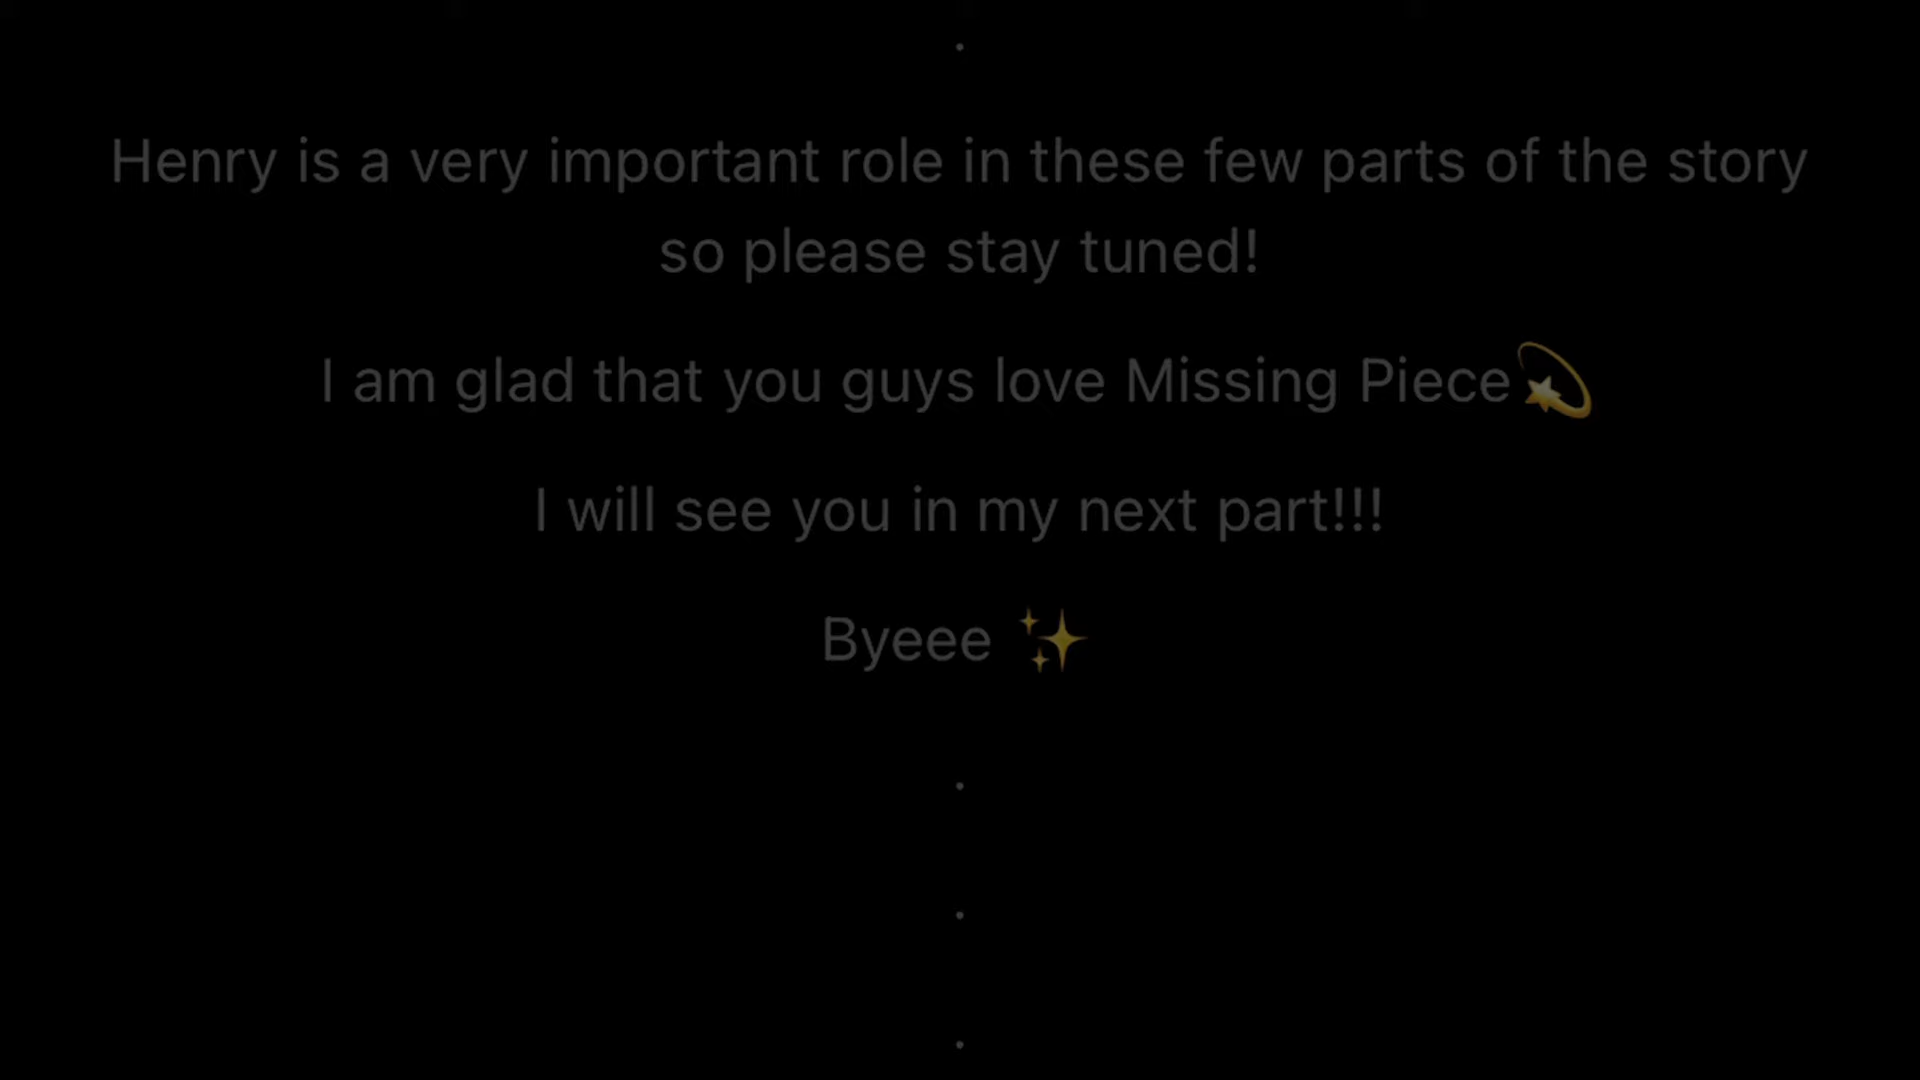 .
Henry is a very important role in these few parts of the story
so please stay tuned!
I am glad that you guys love Missing Piece💫
I will see you in my next part!!!
Byeee ✨
.
.
.